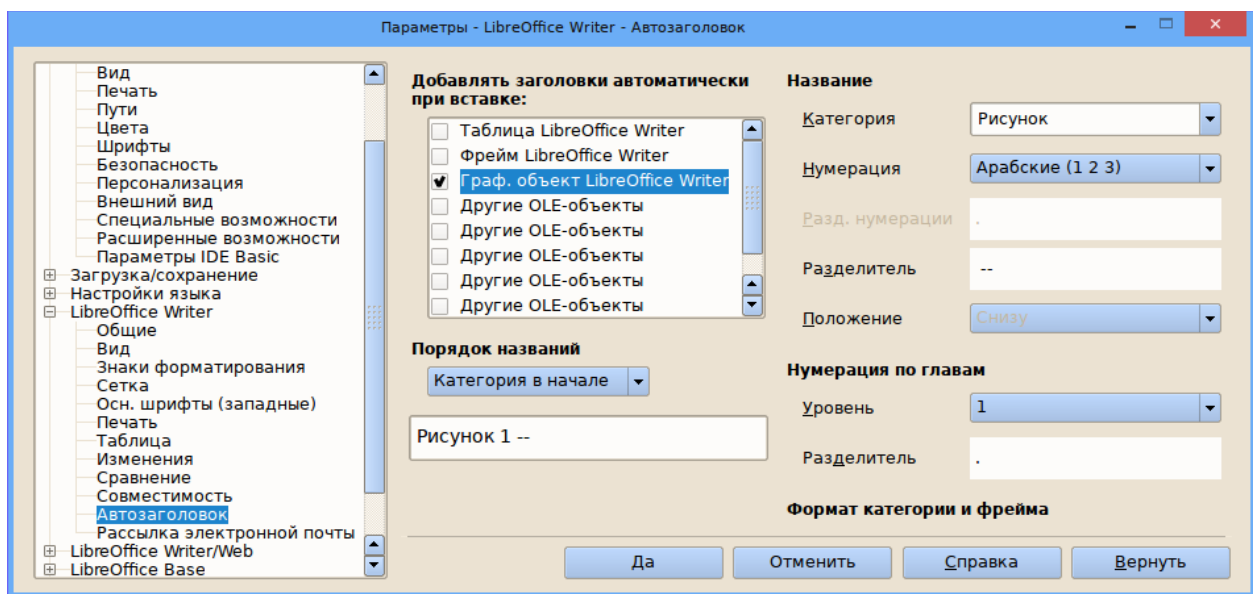 Параметры - LibreOffice Writer - Автозаголовок
Вид
Печать
Пути
Цвета
Шрифты
Безопасность
Персонализация
Внешний вид
Специальные возможности
Расширенные возможности
Параметры IDE Basic
Загрузка/сохранение
Настройки языка
LibreOffice Writer
Общие
Вид
Знаки форматирования
Сетка
Осн. шрифты (западные)
Печать
Таблица
Изменения
Сравнение
Совместимость
Автозаголовок
Рассылка электронной почты
LibreOffice Writer/Web
LibreOffice Base
Добавлять заголовки автоматически
при вставке:
Таблица LibreOffice Writer
Фрейм LibreOffice Writer
Граф. объект LibreOffice Writer
Другие OLE-объекты
Другие OLE-объекты
Другие OLE-объекты
Другие OLE-объекты
Другие OLE-объекты
Порядок названий
Категория в начале
Рисунок 1 --
Название
Категория Рисунок
Нумерация Арабские (1 2 3)
Разд. нумерации .
Разделитель --
Положение Снизу
Нумерация по главам
Уровень 1
Разделитель .
Формат категории и фрейма
Да Отменить Справка Вернуть